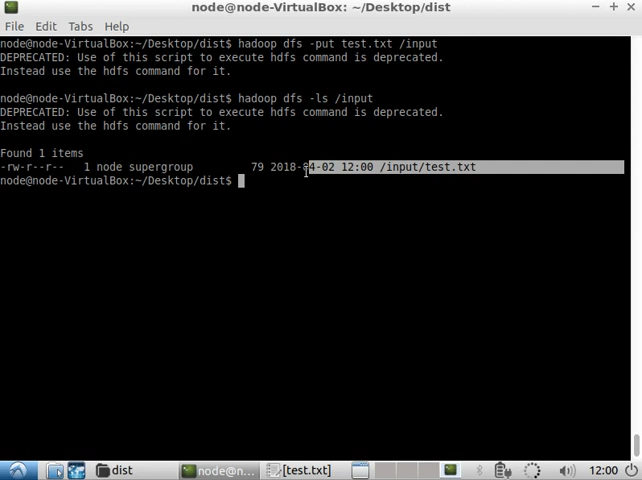 node@node-VirtualBox: ~/Desktop/dist
File Edit Tabs Help
node@node-VirtualBox:~/Desktop/dist$ hadoop dfs -put test.txt /input
DEPRECATED: Use of this script to execute hdfs command is deprecated.
Instead use the hdfs command for it.
node@node-VirtualBox:~/Desktop/dist$ hadoop dfs -ls /input
DEPRECATED: Use of this script to execute hdfs command is deprecated.
Instead use the hdfs command for it.
Found 1 items
-rw-r--r-- 1 node supergroup 79 2018-04-02 12:00 /input/test.txt
node@node-VirtualBox:~/Desktop/dist$
dist node@n... [test.txt] 12:00